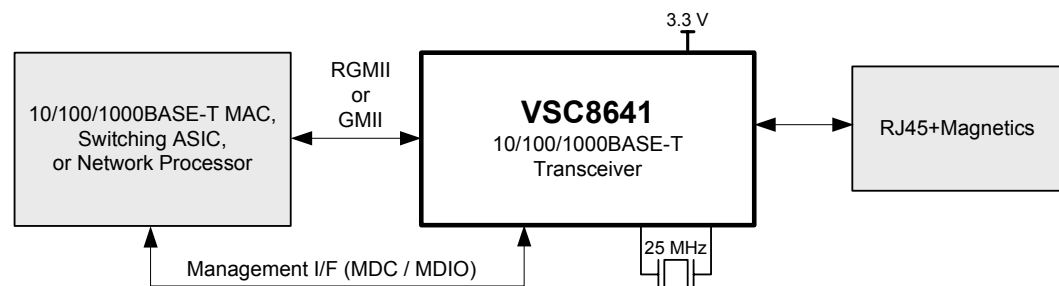 3.3 V
10/100/1000BASE-T MAC,
Switching ASIC,
or Network Processor
RGMII
or
GMII
VSC8641
10/100/1000BASE-T
Transceiver
RJ45+Magnetics
25 MHz
Management I/F (MDC / MDIO)